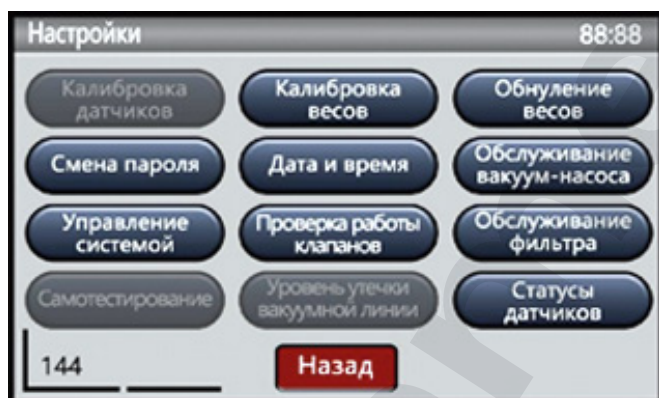 Настройки 88:88
Калибровка
датчиков
Калибровка
весов
Обнуление
весов
Смена пароля
Дата и время
Обслуживание
вакуум-насоса
Управление
системой
Проверка работы
клапанов
Обслуживание
фильтра
Самотестирование
Уровень утечки
вакуумной линии
Статусы
датчиков
144
Назад